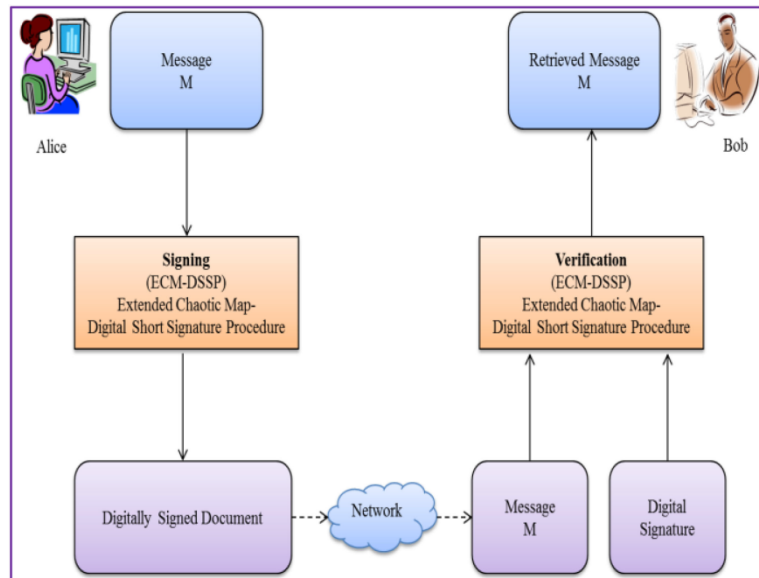 Message
M
Alice
Retrieved Message
M
Bob
Signing
(ECM-DSSP)
Extended Chaotic Map-
Digital Short Signature Procedure
Verification
(ECM-DSSP)
Extended Chaotic Map-
Digital Short Signature Procedure
Digitally Signed Document
Network
Message
M
Digital
Signature